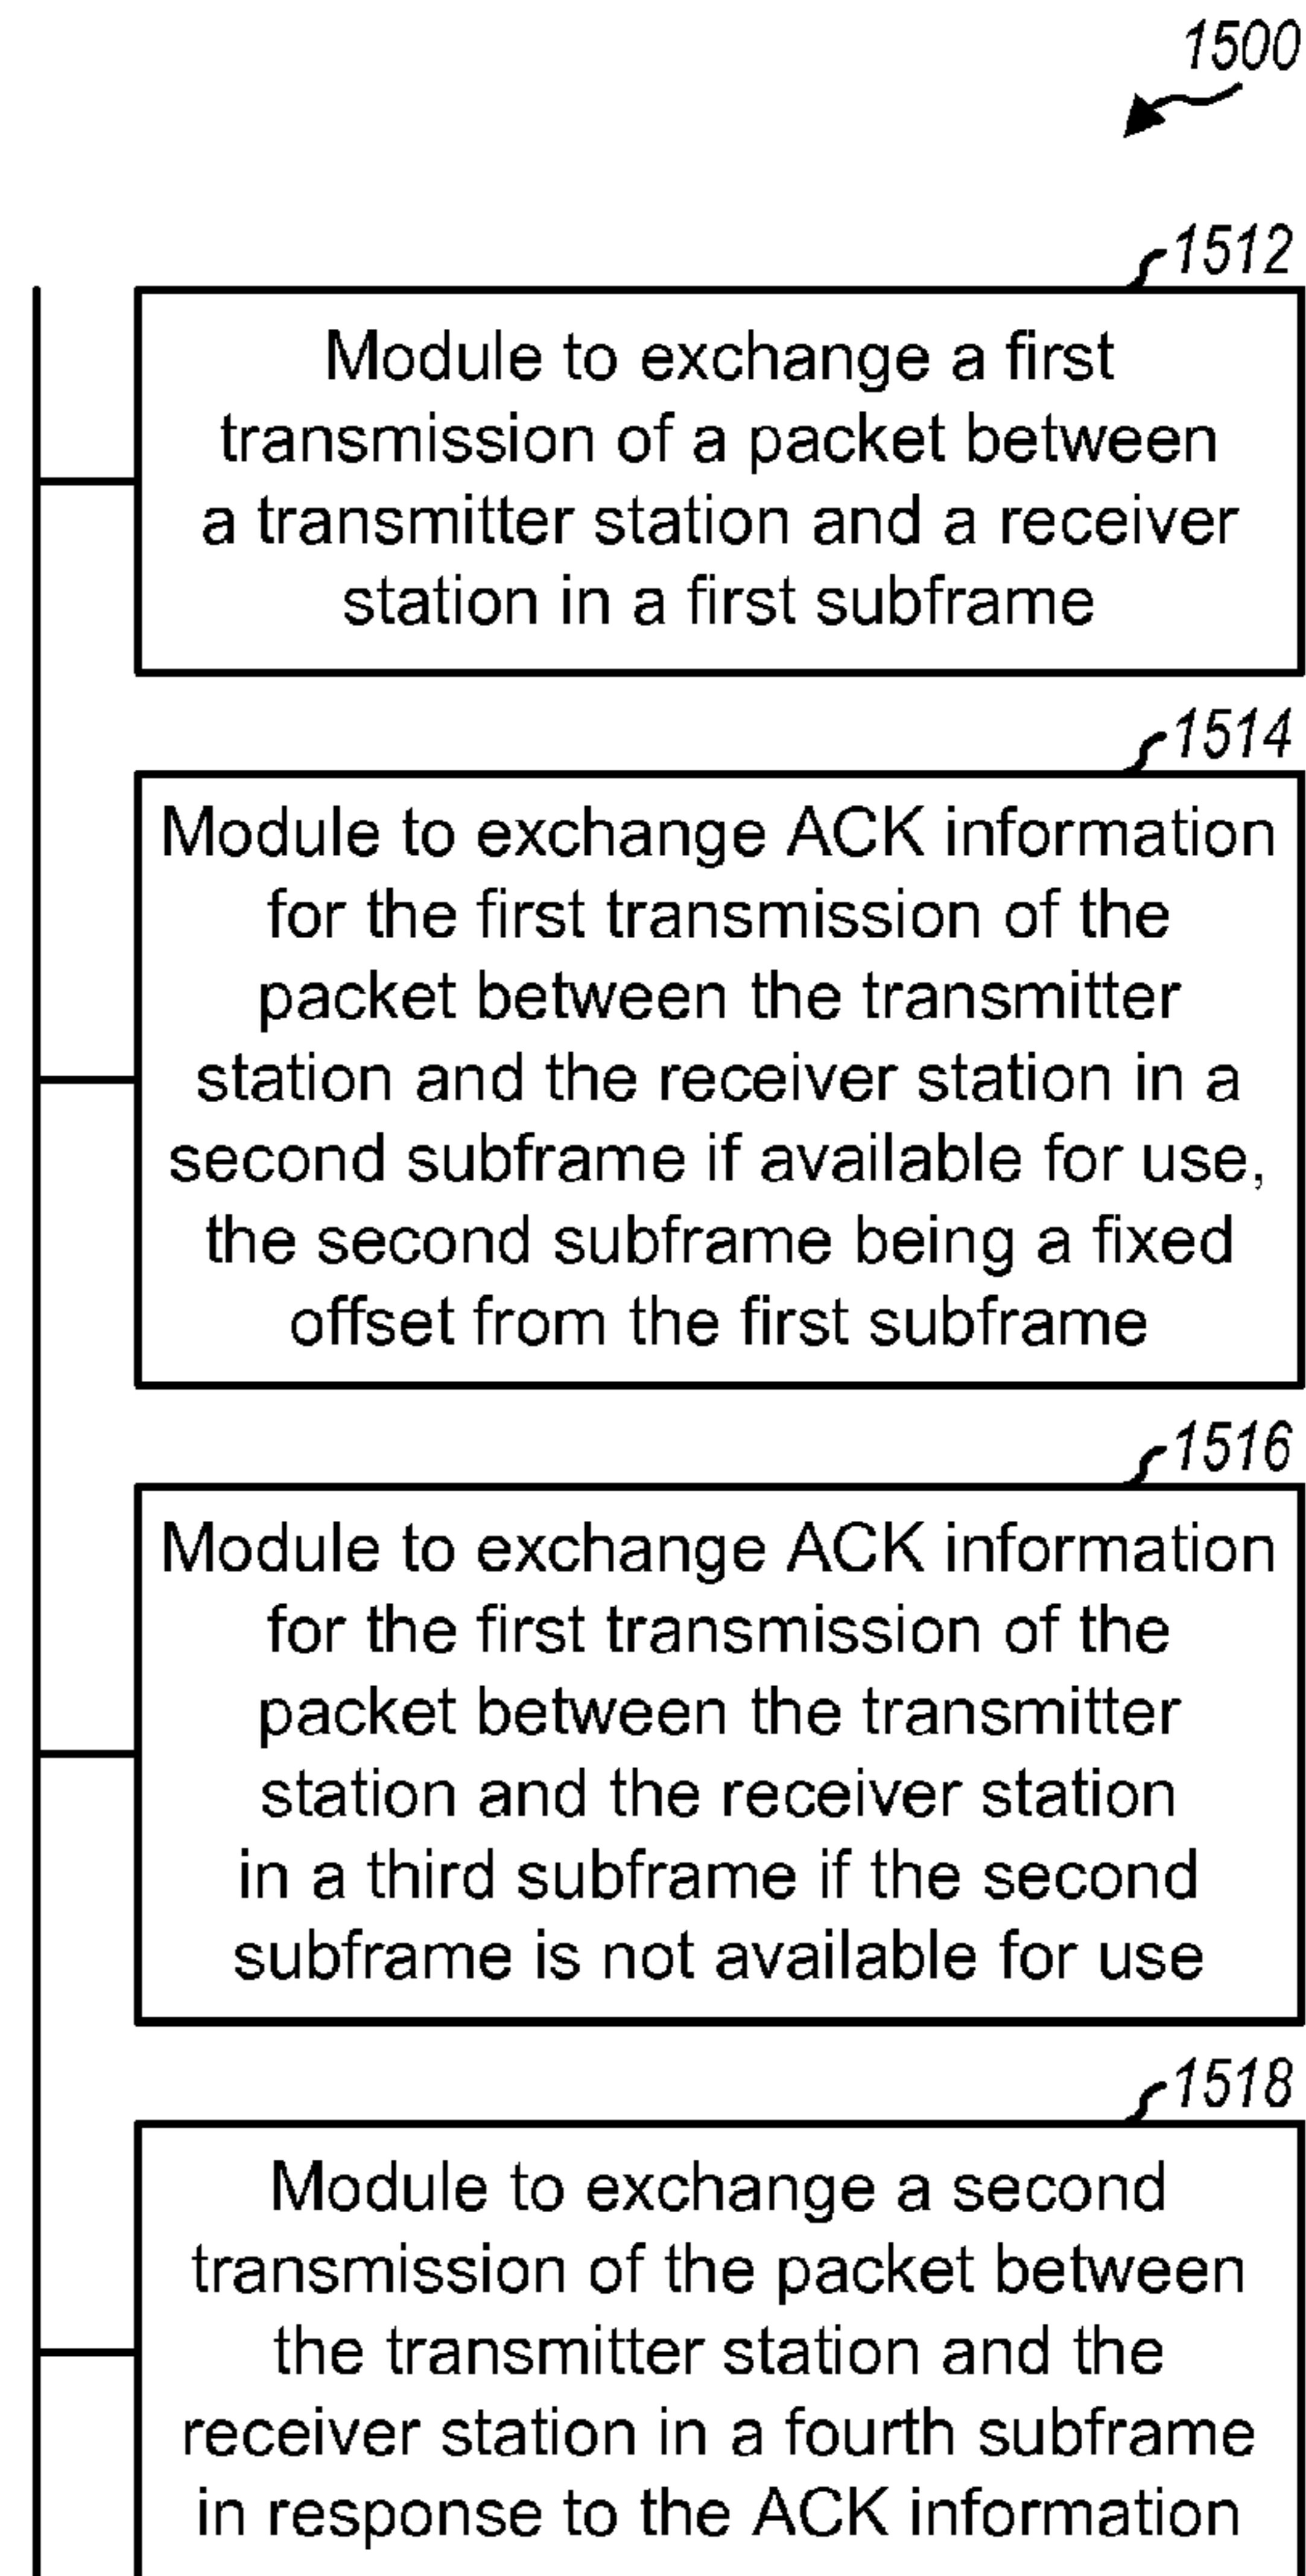 1500
1512
Module to exchange a first
transmission of a packet between
a transmitter station and a receiver
station in a first subframe
1514
Module to exchange ACK information
for the first transmission of the
packet between the transmitter
station and the receiver station in a
second subframe if available for use,
the second subframe being a fixed
offset from the first subframe
1516
Module to exchange ACK information
for the first transmission of the
packet between the transmitter
station and the receiver station
in a third subframe if the second
subframe is not available for use
1518
Module to exchange a second
transmission of the packet between
the transmitter station and the
receiver station in a fourth subframe
in response to the ACK information